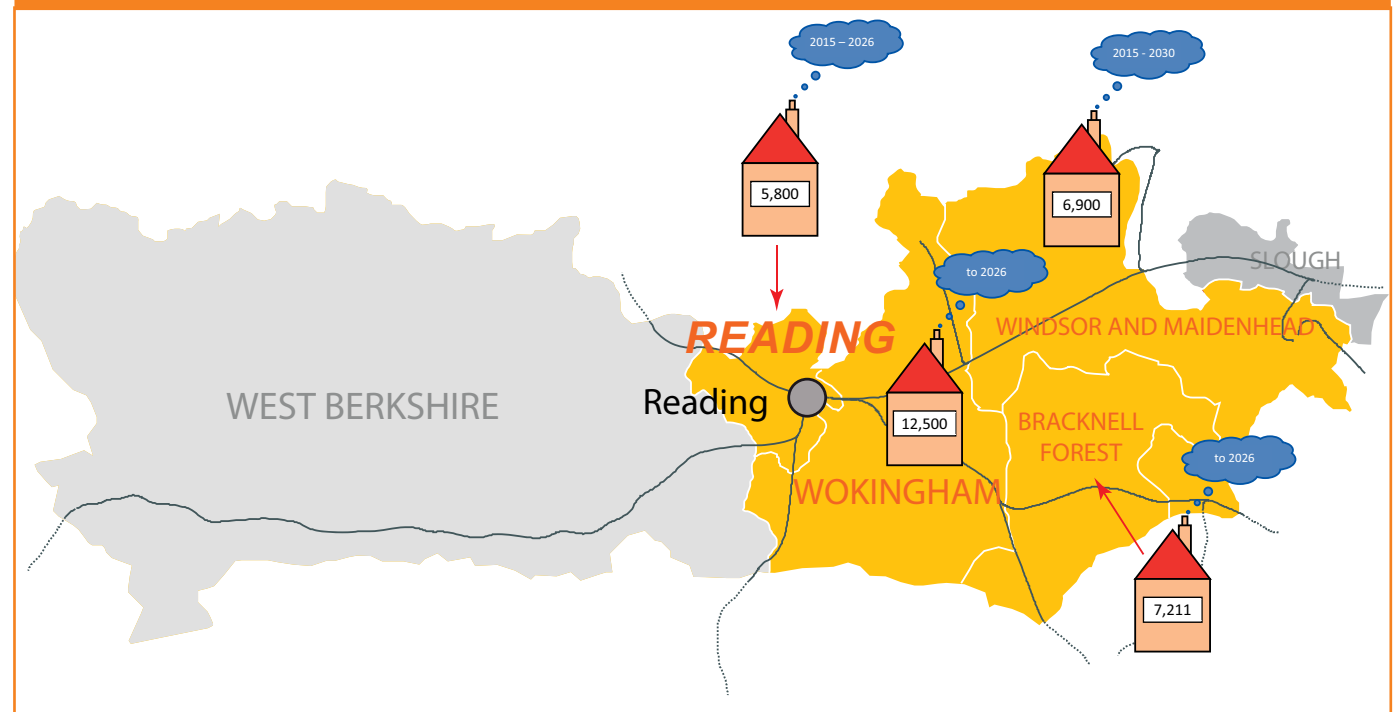 2015 – 2026
2015 - 2030
5,800
6,900
SLOUGH
to 2026
READING
WINDSOR AND MAIDENHEAD
WEST BERKSHIRE
Reading
12,500
BRACKNELL
FOREST
to 2026
WOKINGHAM
7,211